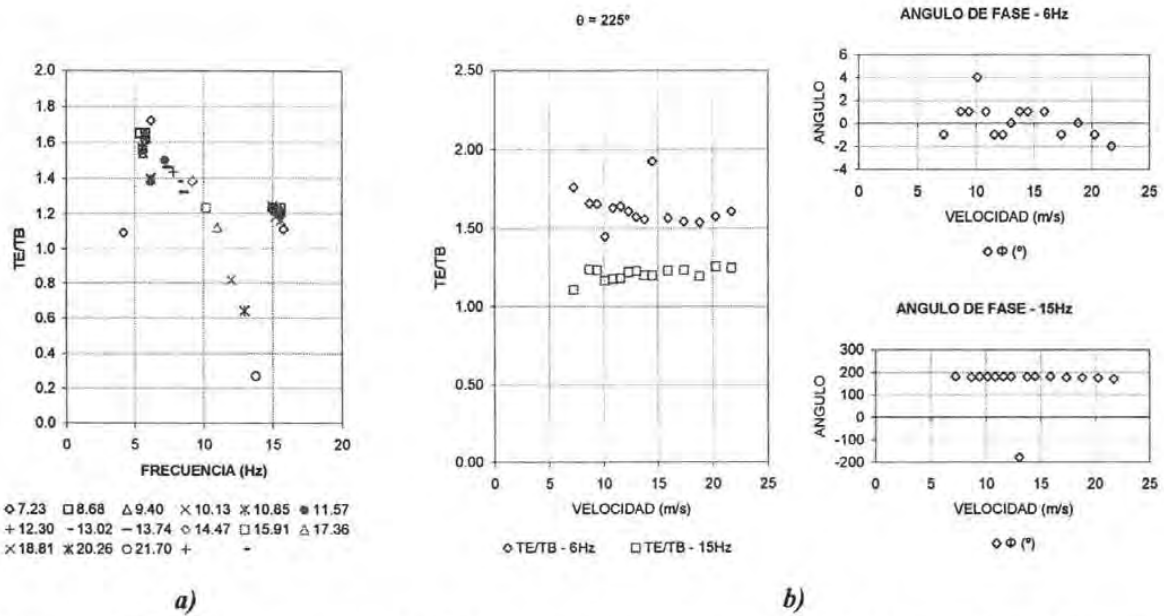 θ = 225º
TE/TB
2.0
1.8
1.6
1.4
1.2
1.0
0.8
0.6
0.4
0.2
0.0
0 5 10 15 20
FRECUENCIA (Hz)
7.23 8.68 9.40 10.13 10.85 11.57
12.30 13.02 13.74 14.47 15.91 17.36
18.81 20.26 21.70
a)
TE/TB
2.50
2.00
1.50
1.00
0.50
0.00
0 5 10 15 20 25
VELOCIDAD (m/s)
TE/TB - 6Hz TE/TB - 15Hz
ANGULO DE FASE - 6Hz
ANGULO
6
4
2
0
-2
-4
0 5 10 15 20 25
VELOCIDAD (m/s)
Φ (º)
ANGULO DE FASE - 15Hz
ANGULO
300
200
100
0
-100
-200
0 5 10 15 20 25
VELOCIDAD (m/s)
Φ (º)
b)